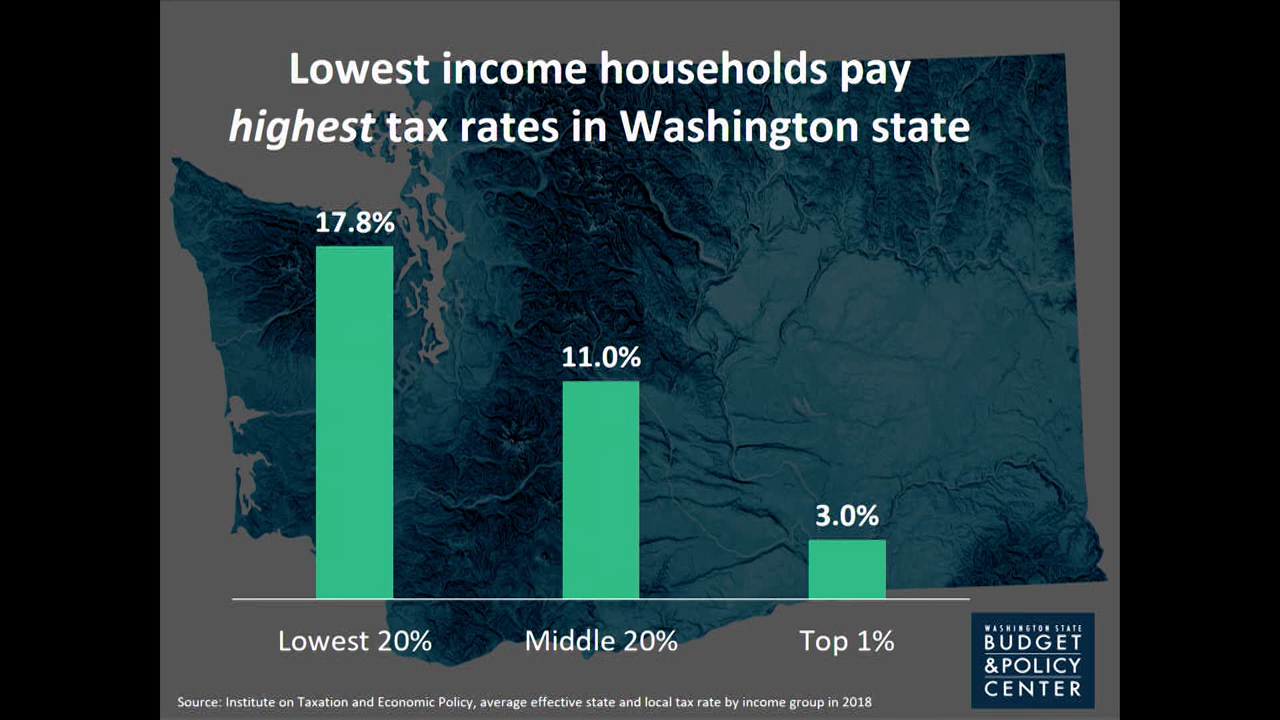 Lowest income households pay
highest tax rates in Washington state
17.8%
11.0%
3.0%
Lowest 20%
Middle 20%
Top 1%
WASHINGTON STATE
BUDGET
&POLICY
CENTER
Source: Institute on Taxation and Economic Policy, average effective state and local tax rate by income group in 2018